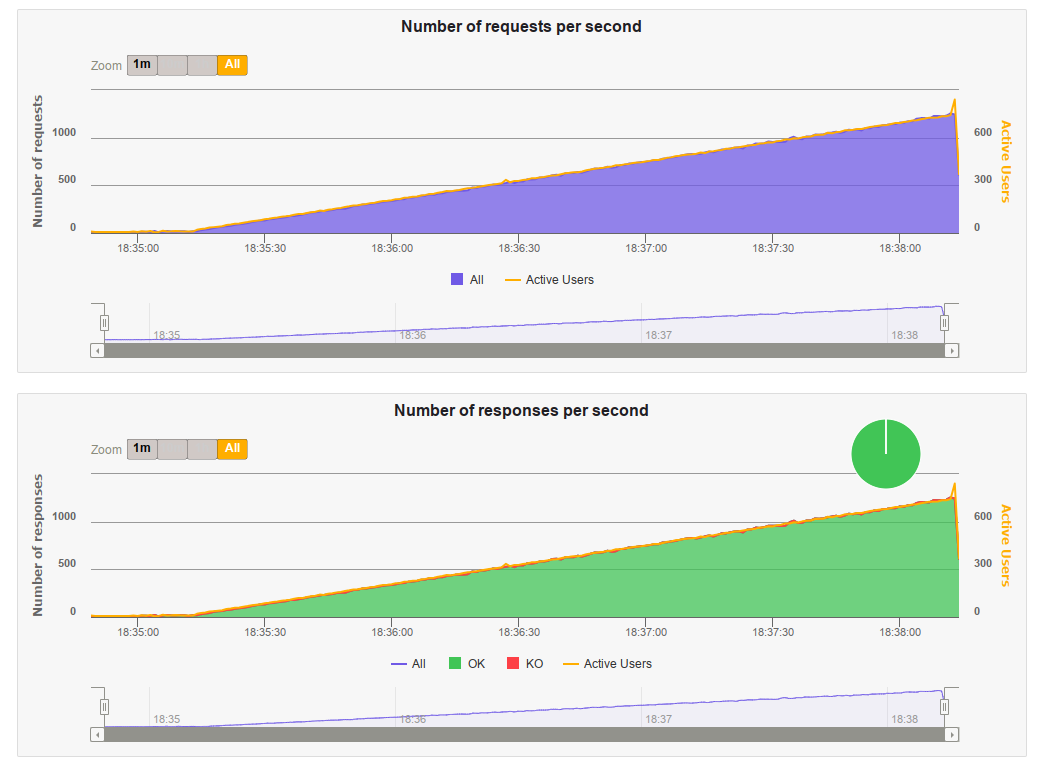 Number of requests per second
Zoom 1m All
Number of requests
1000
500
0
600
300
0
Active Users
18:35:00 18:35:30 18:36:00 18:36:30 18:37:00 18:37:30 18:38:00
All Active Users
18:35 18:36 18:37 18:38
Number of responses per second
Zoom 1m All
Number of responses
1000
500
0
600
300
0
Active Users
18:35:00 18:35:30 18:36:00 18:36:30 18:37:00 18:37:30 18:38:00
All OK KO Active Users
18:35 18:36 18:37 18:38